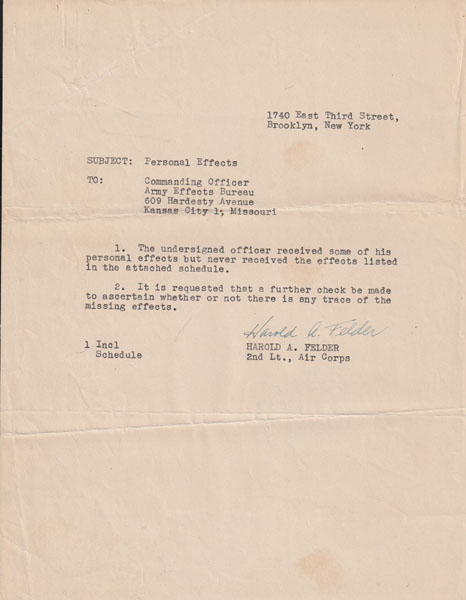 1740 East Third Street,
Brooklyn, New York
SUBJECT: Personal Effects
TO: Commanding Officer
Army Effects Bureau
609 Hardesty Avenue
Kansas City 1, Missouri
1. The undersigned officer received some of his
personal effects but never received the effects listed
in the attached schedule.
2. It is requested that a further check be made
to ascertain whether or not there is any trace of the
missing effects.
Harold A. Felder
1 Incl HAROLD A. FELDER
Schedule 2nd Lt., Air Corps